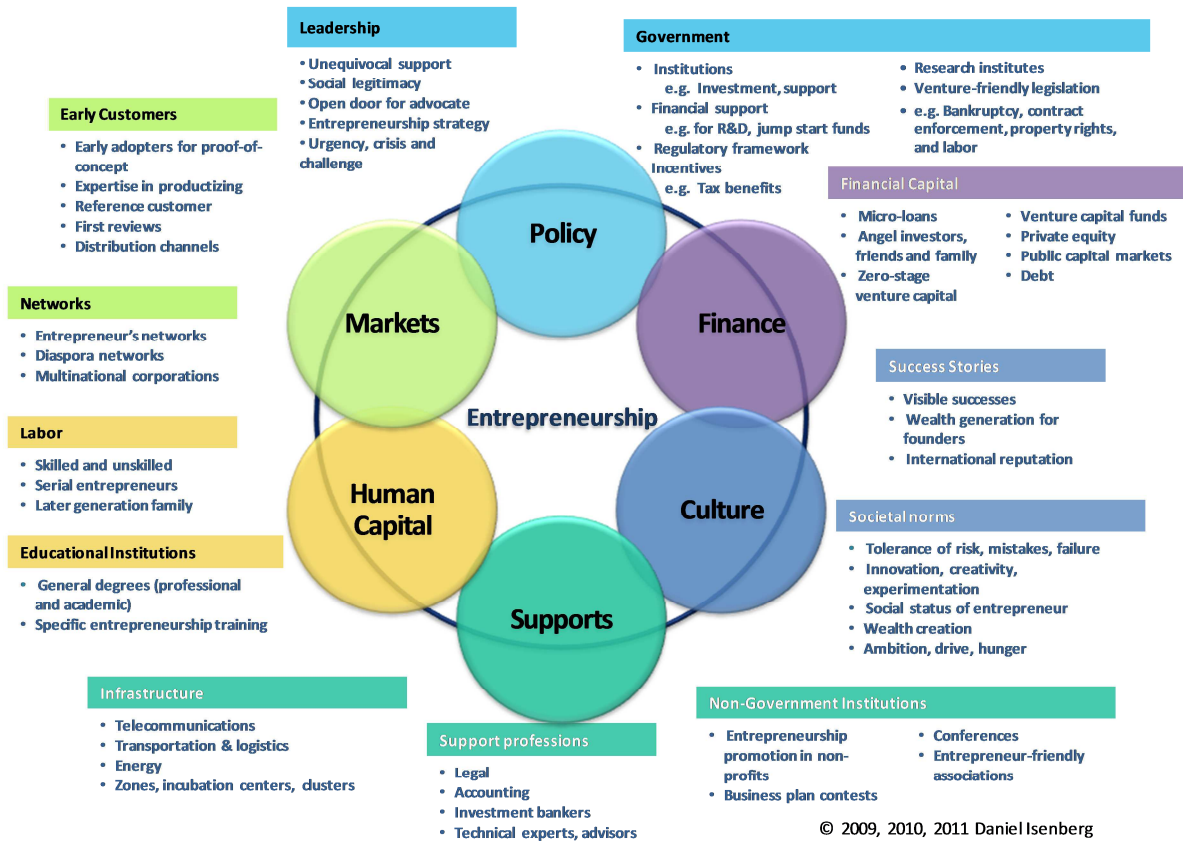 Leadership
• Unequivocal support
• Social legitimacy
• Open door for advocate
• Entrepreneurship strategy
• Urgency, crisis and
challenge
Government
• Institutions
e.g. Investment, support
• Financial support
e.g. for R&D, jump start funds
• Regulatory framework
Incentives
e.g. Tax benefits
• Research institutes
• Venture-friendly legislation
• e.g. Bankruptcy, contract
enforcement, property rights,
and labor
Early Customers
• Early adopters for proof-of-
concept
• Expertise in productizing
• Reference customer
• First reviews
• Distribution channels
Financial Capital
• Micro-loans
• Angel investors,
friends and family
• Zero-stage
venture capital
• Venture capital funds
• Private equity
• Public capital markets
• Debt
Networks
• Entrepreneur's networks
• Diaspora networks
• Multinational corporations
Policy
Markets
Finance
Entrepreneurship
Human
Capital
Culture
Supports
Success Stories
• Visible successes
• Wealth generation for
founders
• International reputation
Labor
• Skilled and unskilled
• Serial entrepreneurs
• Later generation family
Societal norms
• Tolerance of risk, mistakes, failure
• Innovation, creativity,
experimentation
• Social status of entrepreneur
• Wealth creation
• Ambition, drive, hunger
Educational Institutions
• General degrees (professional
and academic)
• Specific entrepreneurship training
Infrastructure
• Telecommunications
• Transportation & logistics
• Energy
• Zones, incubation centers, clusters
Support professions
• Legal
• Accounting
• Investment bankers
• Technical experts, advisors
Non-Government Institutions
• Entrepreneurship
promotion in non-
profits
• Business plan contests
• Conferences
• Entrepreneur-friendly
associations
© 2009, 2010, 2011 Daniel Isenberg